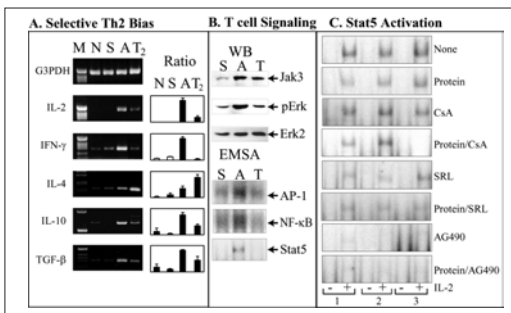 A. Selective Th2 Bias
M N S A T2
Ratio
N S A T2
G3PDH
IL-2
IFN-γ
IL-4
IL-10
TGF-β
B. T cell Signaling
WB
S A T
Jak3
pErk
Erk2
EMSA
S A T
AP-1
NF-κB
Stat5
C. Stat5 Activation
None
Protein
CsA
Protein/CsA
SRL
Protein/SRL
AG490
Protein/AG490
- + - + - + IL-2
1 2 3